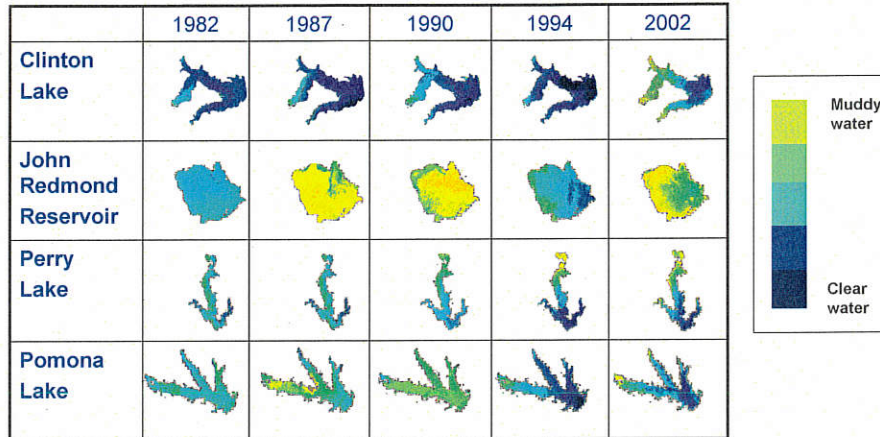 1982 1987 1990 1994 2002
Clinton
Lake
John
Redmond
Reservoir
Perry
Lake
Pomona
Lake
Muddy
water
Clear
water